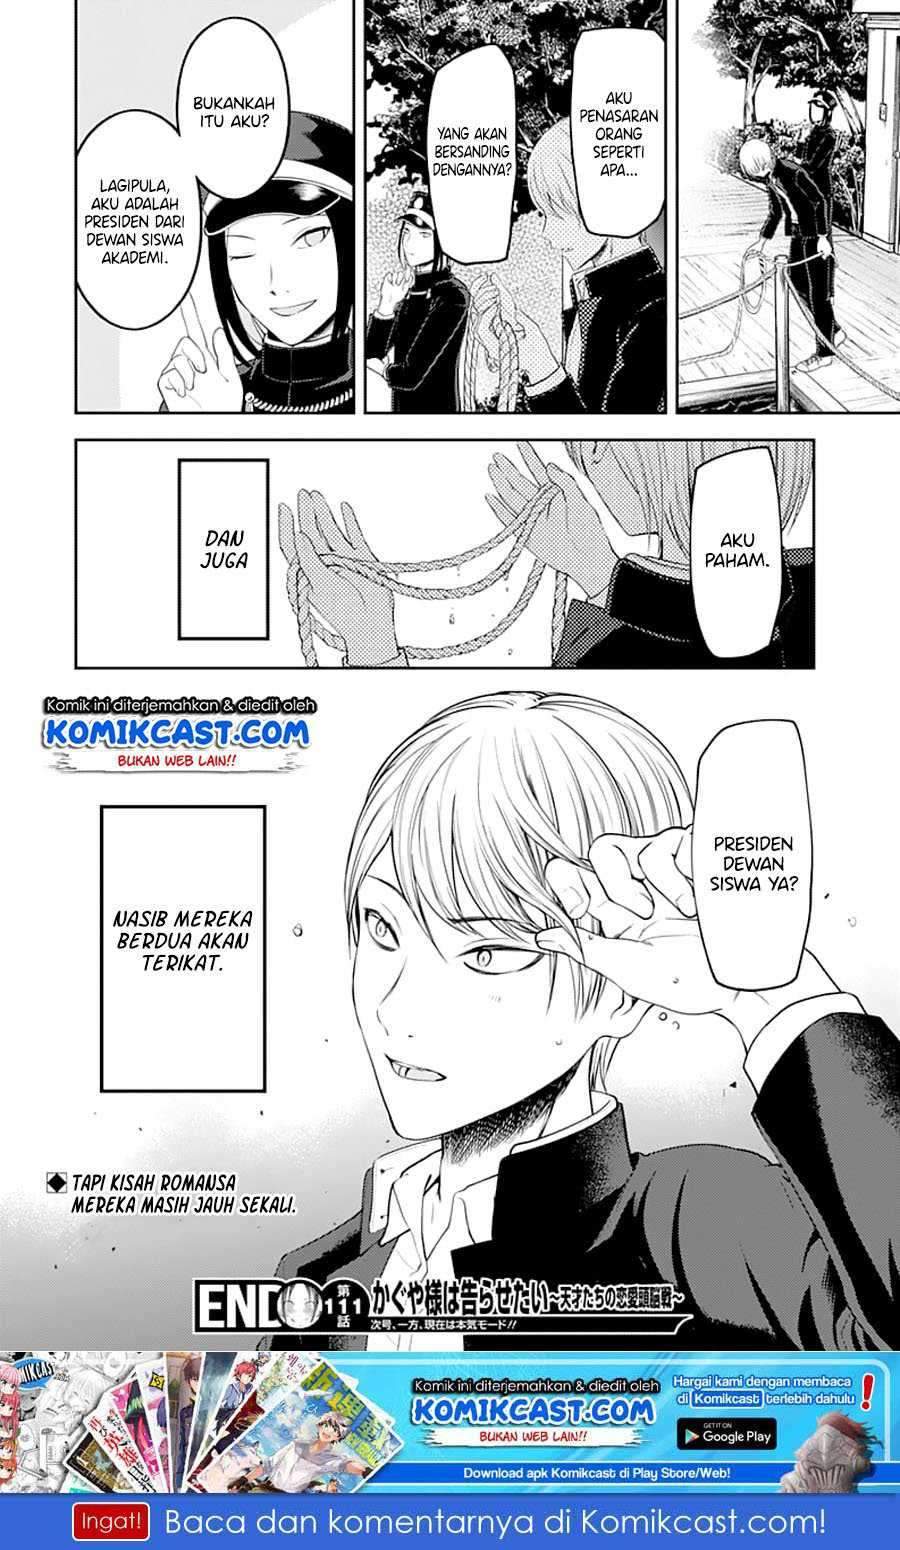 AKU
PENASARAN
ORANG
SEPERTI
APA...
YANG AKAN
BERSANDING
DENGANNYA?
BUKANKAH
ITU AKU?
LAGIPULA,
AKU ADALAH
PRESIDEN DARI
DEWAN SISWA
AKADEMI.
AKU
PAHAM.
DAN
JUGA
Komik ini diterjemahkan & diedit oleh
KOMIKCAST.COM
BUKAN WEB LAIN!!
PRESIDEN
DEWAN
SISWA YA?
NASIB MEREKA
BERDUA AKAN
TERIKAT.
TAPI KISAH ROMANSA
MEREKA MASIH JAUH SEKALI.
END
第
111
話
かぐや様は告らせたい～天才たちの恋愛頭脳戦～
次号、一方、現在は本気モード!!
Komik ini diterjemahkan & diedit oleh
KOMIKCAST.COM
BUKAN WEB LAIN!!
Hargai kami dengan membaca
di Komikcast terlebih dahulu !
GET IT ON
Google Play
Download apk Komikcast di Play Store/Web!
Ingat! Baca dan komentarnya di Komikcast.com!